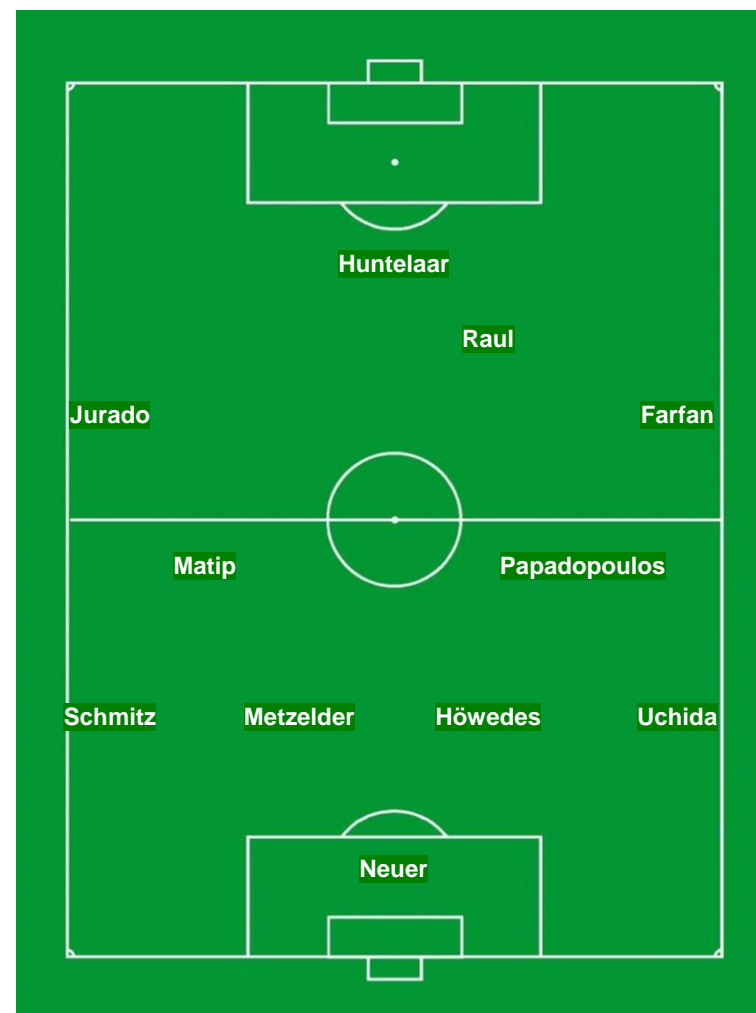 Huntelaar
Raul
Jurado Farfan
Matip Papadopoulos
Schmitz Metzelder Höwedes Uchida
Neuer